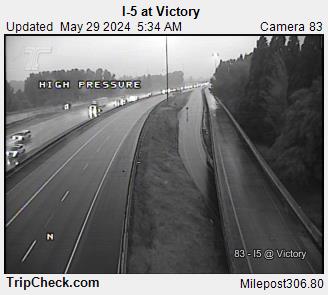 I-5 at Victory
Updated  May 29 2024  5:34 AM
Camera 83
HIGH PRESSURE
N
83 - I5 @ Victory
TripCheck.com
Milepost306.80